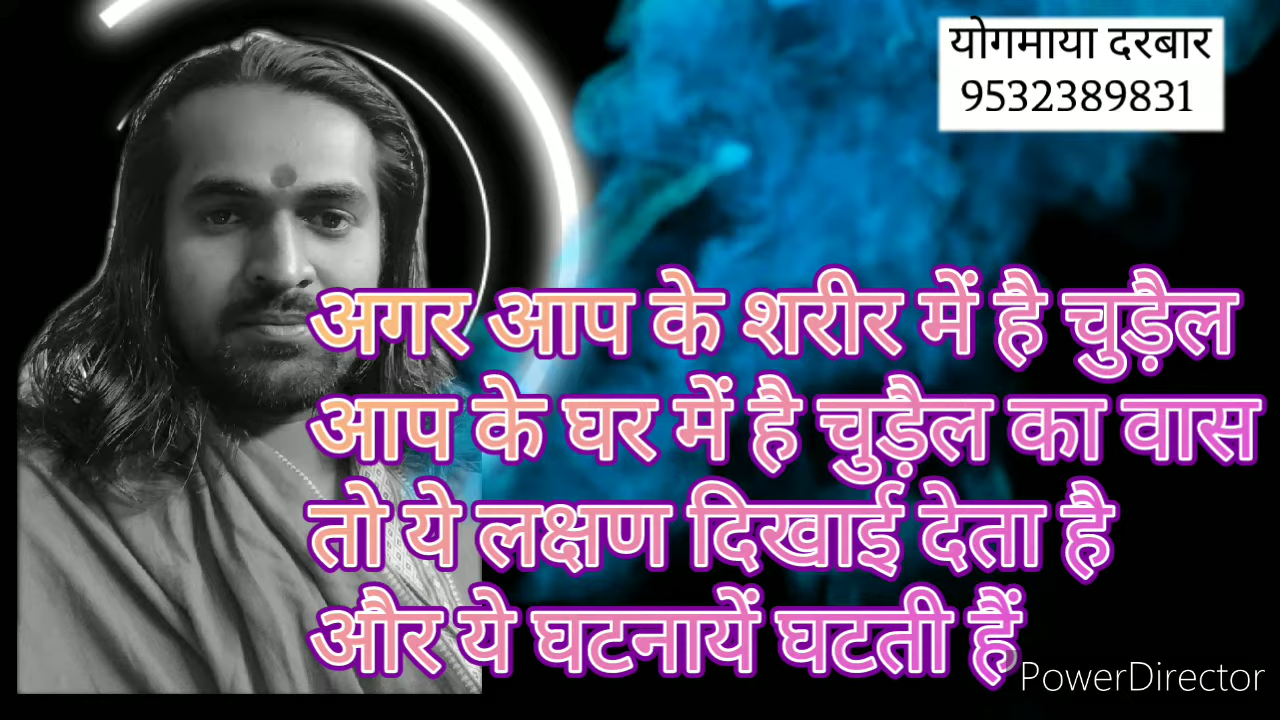 योगमाया दरबार
9532389831
अगर आप के शरीर में है चुड़ैल
आप के घर में है चुड़ैल का वास
तो ये लक्षण दिखाई देता है
और ये घटनायें घटती हैं
PowerDirector